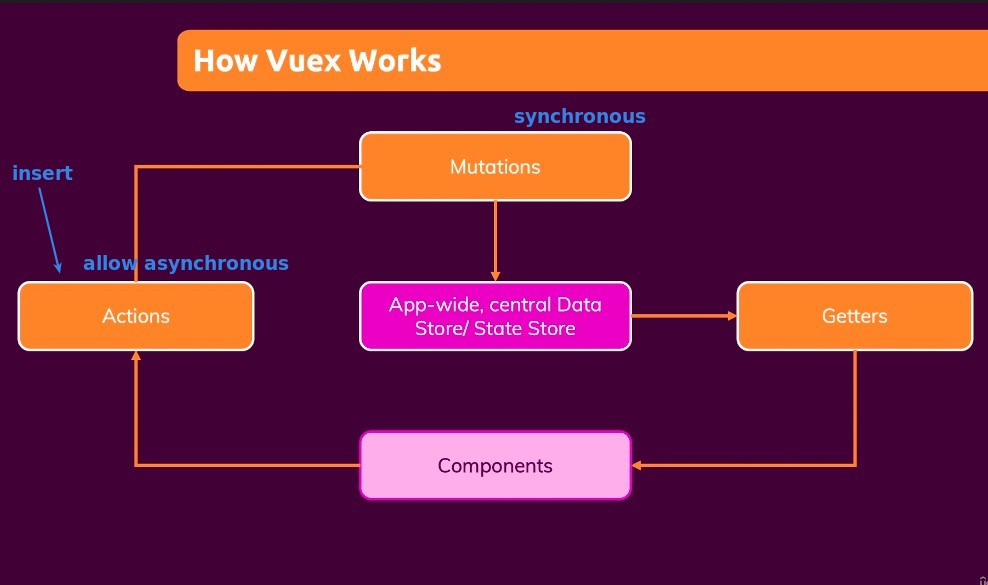 How Vuex Works
synchronous
Mutations
insert
allow asynchronous
Actions
App-wide, central Data
Store/ State Store
Getters
Components